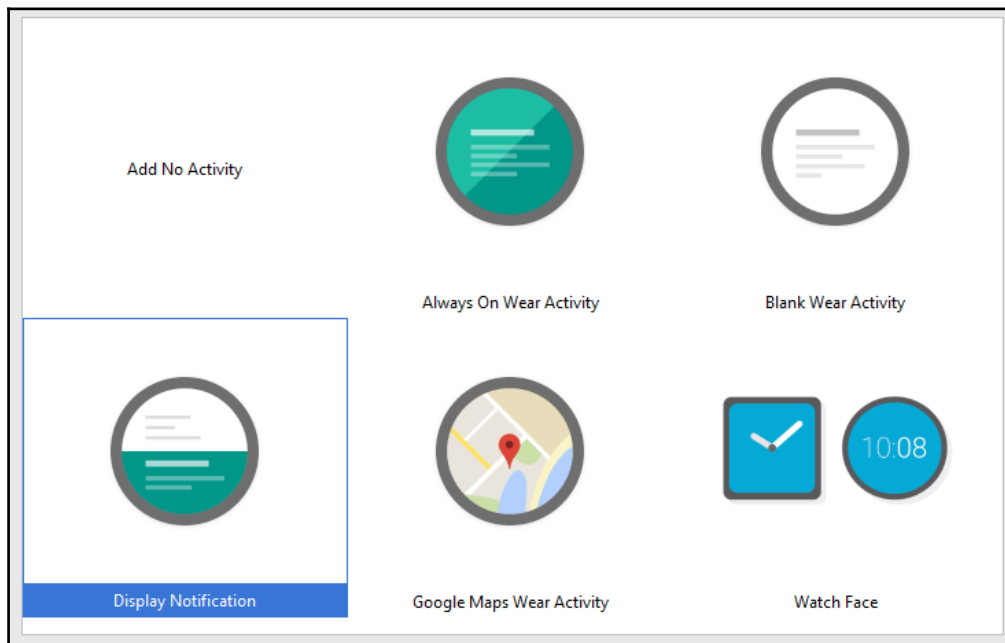 Add No Activity
Always On Wear Activity
Blank Wear Activity
10:08
Display Notification
Google Maps Wear Activity
Watch Face